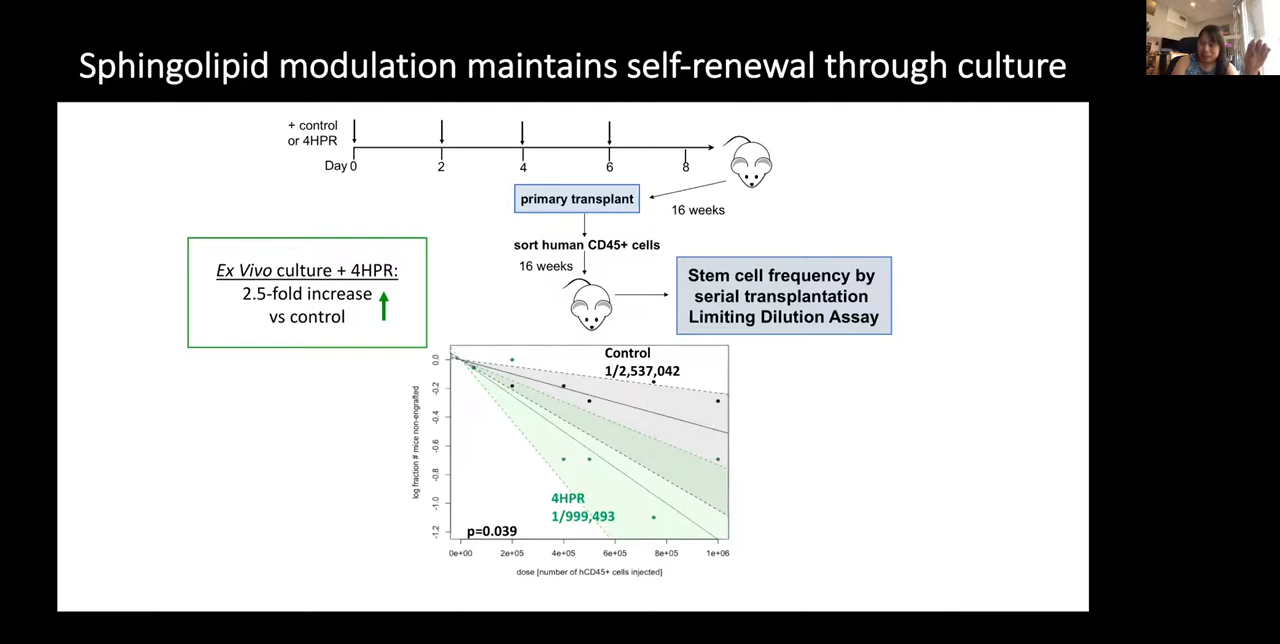 Sphingolipid modulation maintains self-renewal through culture
+ control
or 4HPR
Day 0 2 4 6 8
primary transplant
16 weeks
sort human CD45+ cells
16 weeks
Ex Vivo culture + 4HPR:
2.5-fold increase
vs control
Stem cell frequency by
serial transplantation
Limiting Dilution Assay
Control
1/2,537,042
4HPR
1/999,493
p=0.039
log fraction # mice non-engrafted
0.0
-0.2
-0.4
-0.6
-0.8
-1.0
-1.2
0e+00 2e+05 4e+05 6e+05 8e+05 1e+06
dose [number of hCD45+ cells injected]